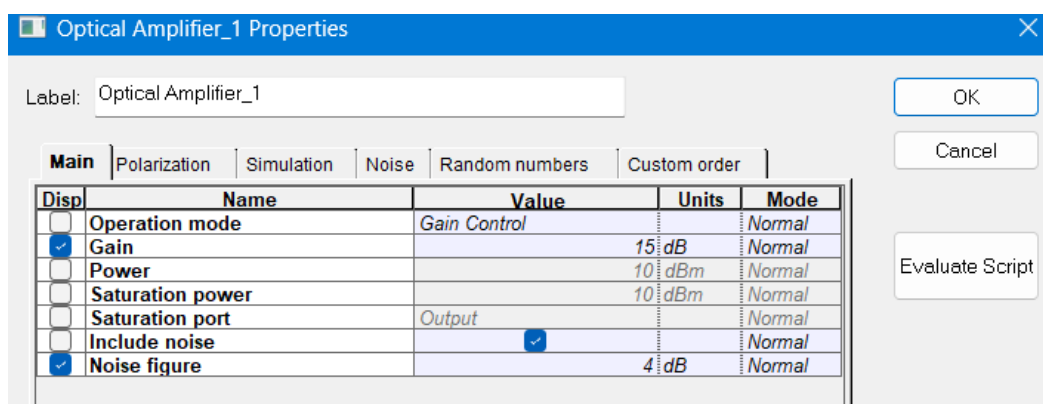 Optical Amplifier_1 Properties
Label: Optical Amplifier_1 OK
Cancel
Main Polarization Simulation Noise Random numbers Custom order
Disp Name Value Units Mode
Operation mode Gain Control Normal
Gain 15 dB Normal
Power 10 dBm Normal
Evaluate Script
Saturation power 10 dBm Normal
Saturation port Output Normal
Include noise Normal
Noise figure 4 dB Normal